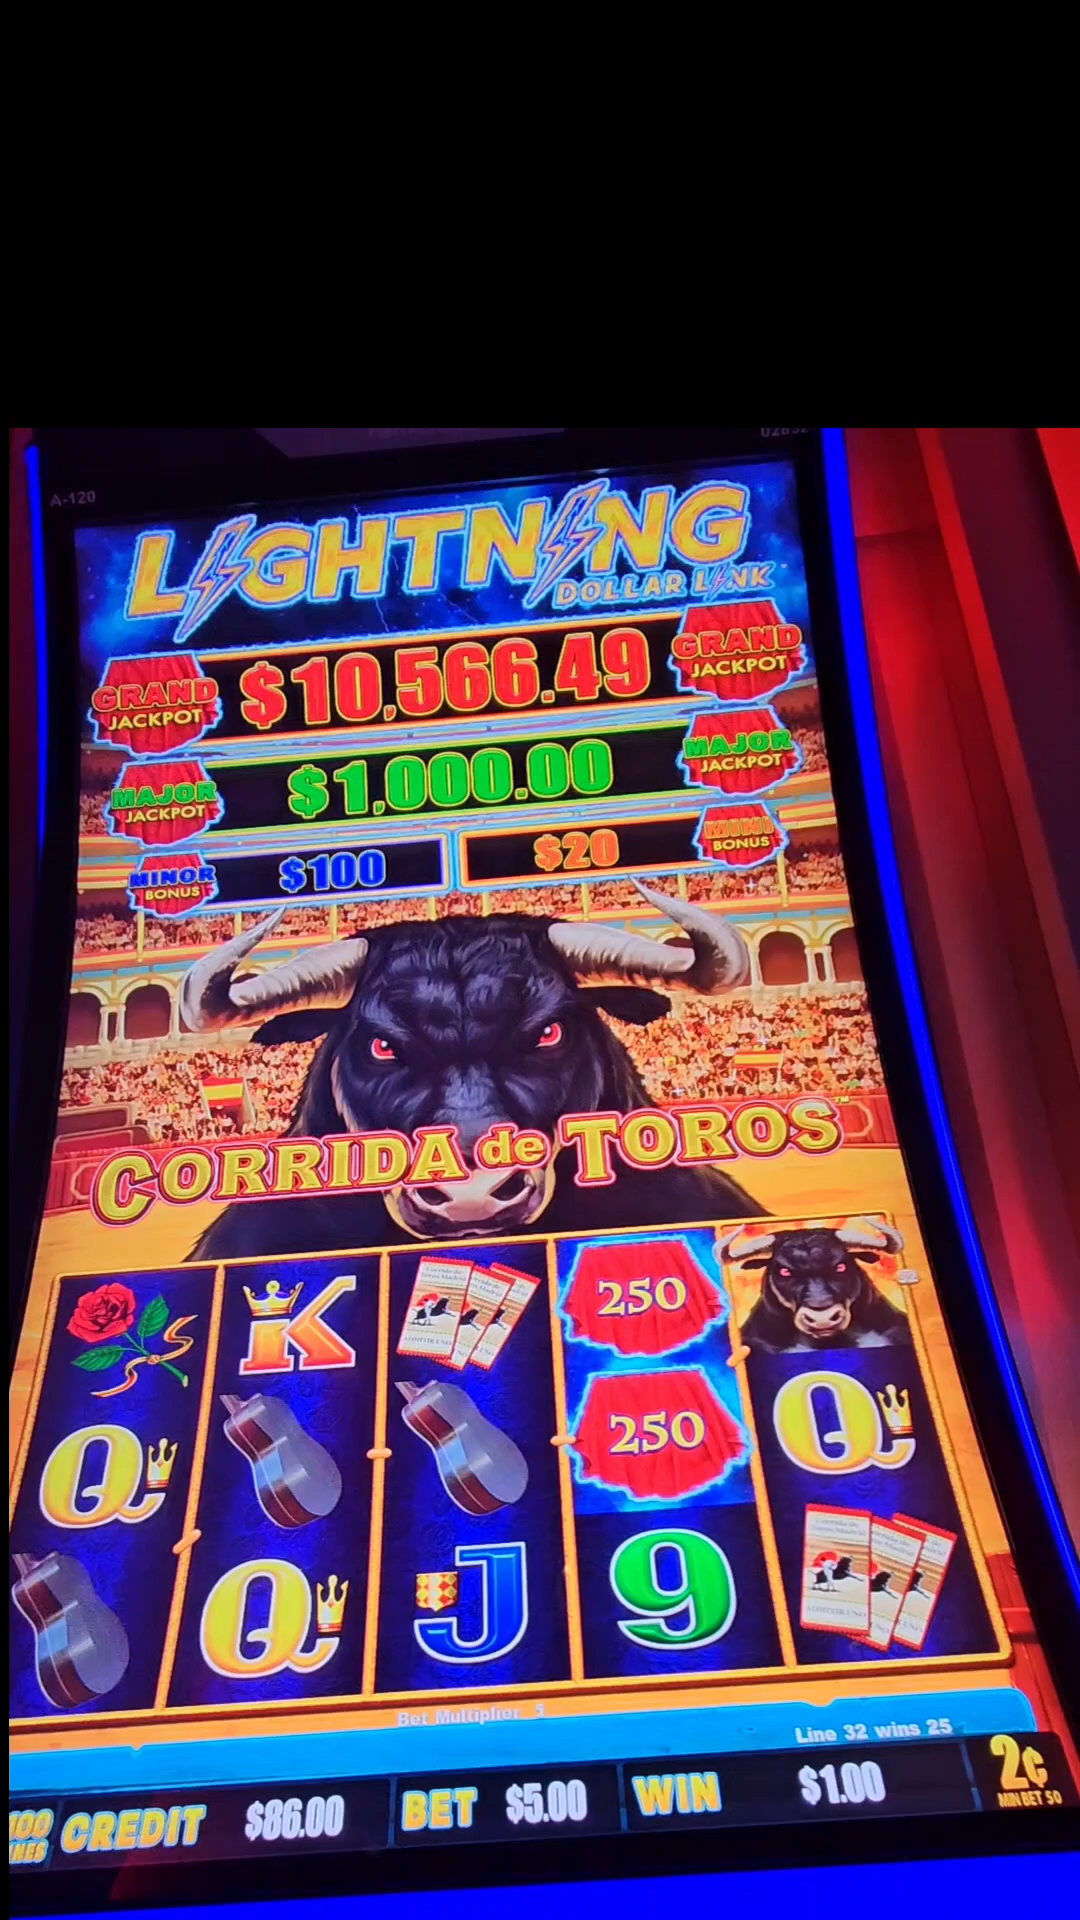 A-120
LIGHTNING
DOLLAR LINK
GRAND JACKPOT $10,566.49 GRAND JACKPOT
MAJOR JACKPOT $1,000.00 MAJOR JACKPOT
MINOR BONUS $100 $20 BONUS
CORRIDA de TOROS™
K 250
Q 250 Q
Q J 9
Bet Multiplier 5
Line 32 wins 25
CREDIT $86.00 BET $5.00 WIN $1.00 2¢
MIN BET 50